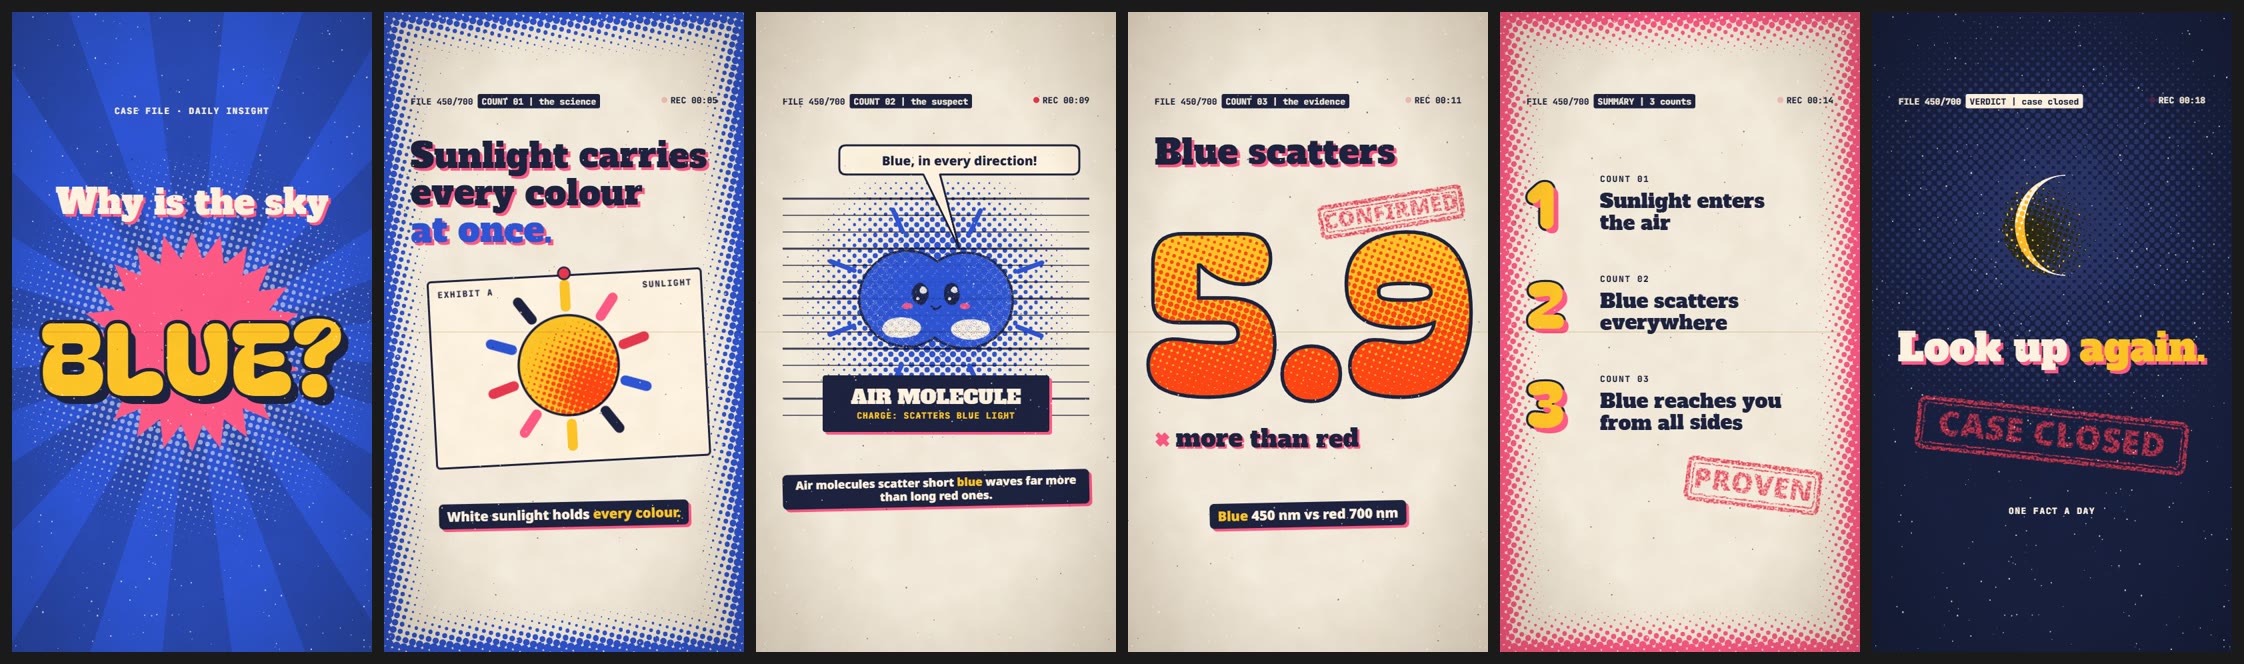 CASE FILE · DAILY INSIGHT
Why is the sky
BLUE?
FILE 450/700 COUNT 01 | the science REC 00:05
Sunlight carries
every colour
at once.
EXHIBIT A
SUNLIGHT
White sunlight holds every colour.
FILE 450/700 COUNT 02 | the suspect REC 00:09
Blue, in every direction!
AIR MOLECULE
CHARGE: SCATTERS BLUE LIGHT
Air molecules scatter short blue waves far more
than long red ones.
FILE 450/700 COUNT 03 | the evidence REC 00:11
Blue scatters
CONFIRMED
5.9
× more than red
Blue 450 nm vs red 700 nm
FILE 450/700 SUMMARY | 3 counts REC 00:14
1
COUNT 01
Sunlight enters
the air
2
COUNT 02
Blue scatters
everywhere
3
COUNT 03
Blue reaches you
from all sides
PROVEN
FILE 450/700 VERDICT | case closed REC 00:18
Look up again.
CASE CLOSED
ONE FACT A DAY